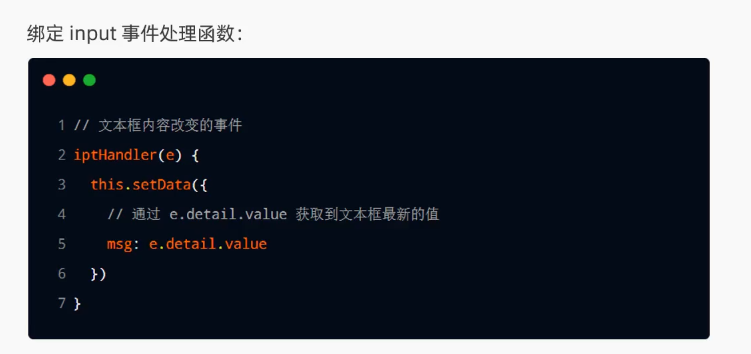 绑定 input 事件处理函数：
1 // 文本框内容改变的事件
2 iptHandler(e) {
3   this.setData({
4     // 通过 e.detail.value 获取到文本框最新的值
5     msg: e.detail.value
6   })
7 }